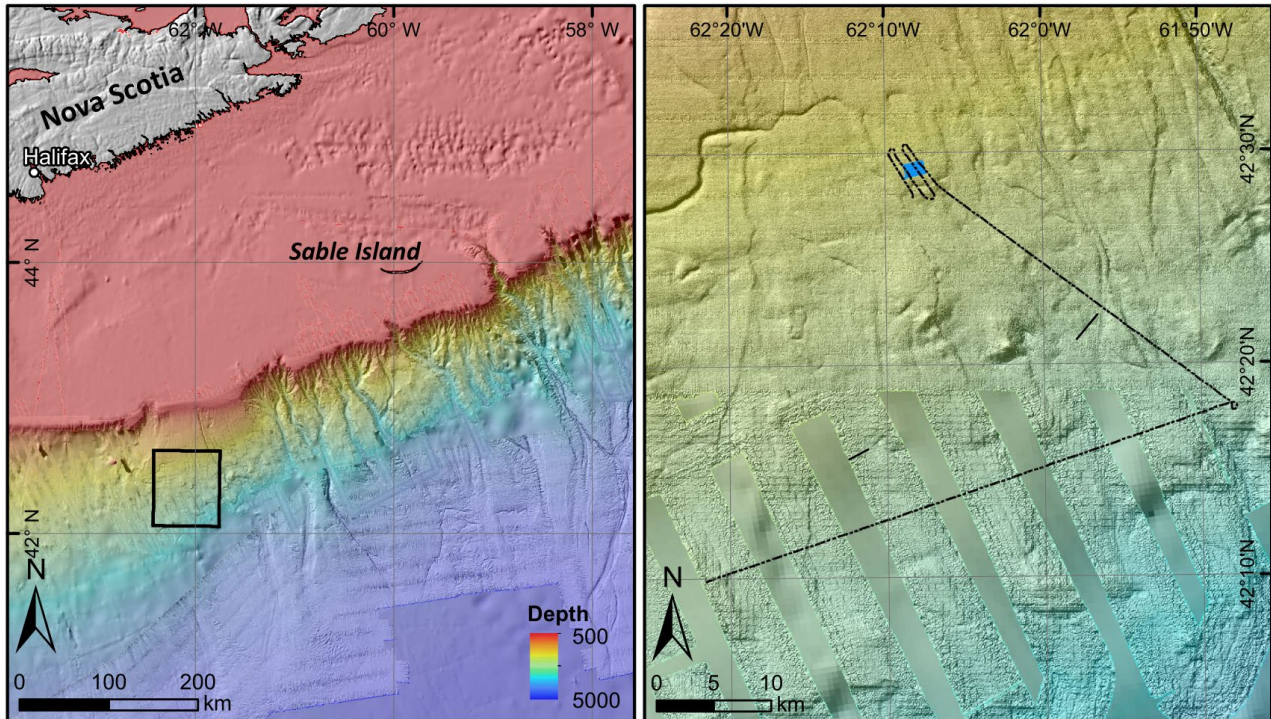 62° W
60° W
58° W
Nova Scotia
Halifax
Sable Island
44° N
42° N
N
Depth
500
5000
0
100
200
km
62°20'W
62°10'W
62°0'W
61°50'W
42°30'N
42°20'N
42°10'N
N
0
5
10
km